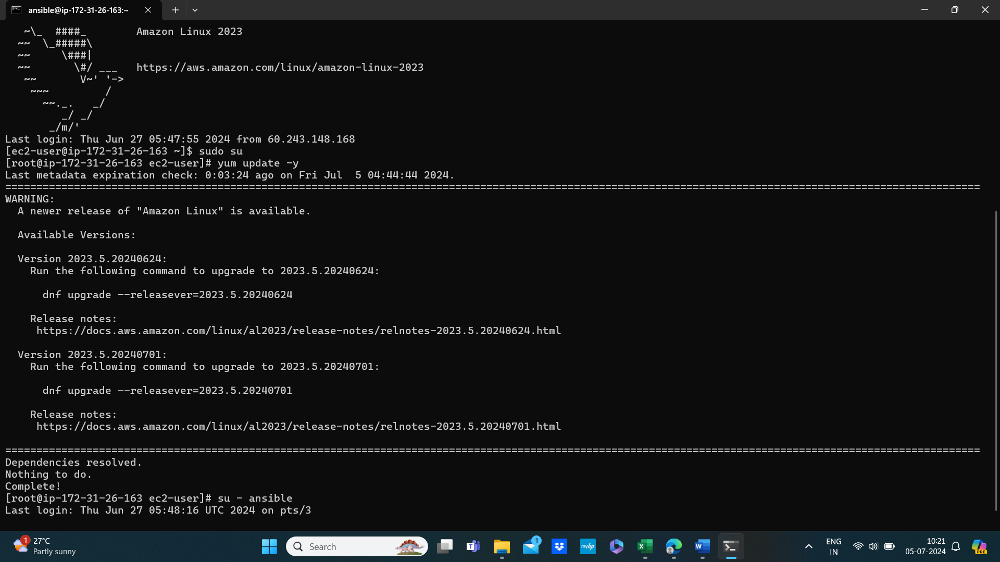 ansible@ip-172-31-26-163:~
   ~\_  ####_        Amazon Linux 2023
  ~~  \_#####\
  ~~     \###|
  ~~       \#/ ___   https://aws.amazon.com/linux/amazon-linux-2023
   ~~       V~' '->
    ~~~         /
      ~~._.   _/
         _/ _/
       _/m/'
Last login: Thu Jun 27 05:47:55 2024 from 60.243.148.168
[ec2-user@ip-172-31-26-163 ~]$ sudo su
[root@ip-172-31-26-163 ec2-user]# yum update -y
Last metadata expiration check: 0:03:24 ago on Fri Jul  5 04:44:44 2024.
============================================================================================================================================================
WARNING:
  A newer release of "Amazon Linux" is available.

  Available Versions:

  Version 2023.5.20240624:
    Run the following command to upgrade to 2023.5.20240624:

      dnf upgrade --releasever=2023.5.20240624

    Release notes:
     https://docs.aws.amazon.com/linux/al2023/release-notes/relnotes-2023.5.20240624.html

  Version 2023.5.20240701:
    Run the following command to upgrade to 2023.5.20240701:

      dnf upgrade --releasever=2023.5.20240701

    Release notes:
     https://docs.aws.amazon.com/linux/al2023/release-notes/relnotes-2023.5.20240701.html

============================================================================================================================================================
Dependencies resolved.
Nothing to do.
Complete!
[root@ip-172-31-26-163 ec2-user]# su - ansible
Last login: Thu Jun 27 05:48:16 UTC 2024 on pts/3
1
27°C
Partly sunny
Search
T
1
myhp
X
W
ENG
IN
10:21
05-07-2024
PRE